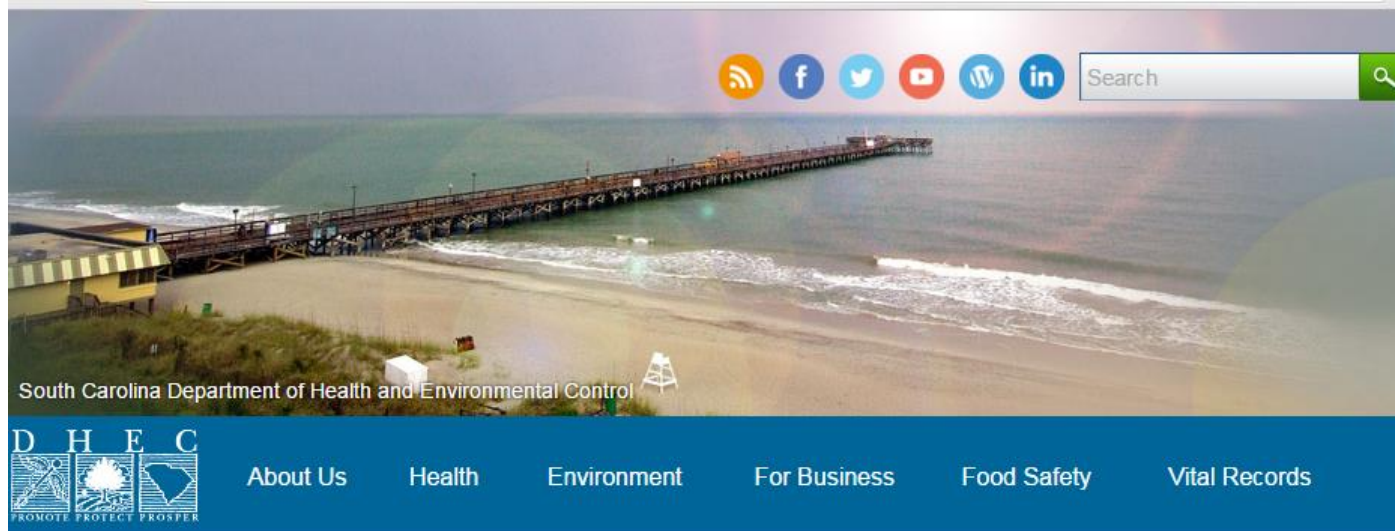 Search
South Carolina Department of Health and Environmental Control
D H E C
PROMOTE PROTECT PROSPER
About Us Health Environment For Business Food Safety Vital Records